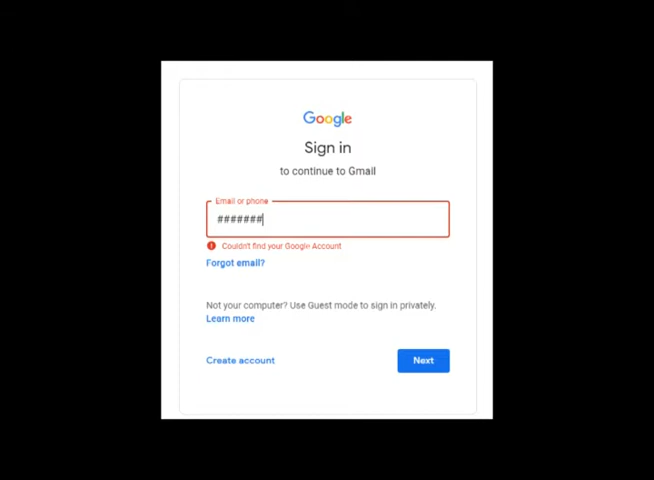 Google
Sign in
to continue to Gmail
Email or phone
#######
Couldn't find your Google Account
Forgot email?
Not your computer? Use Guest mode to sign in privately.
Learn more
Create account
Next